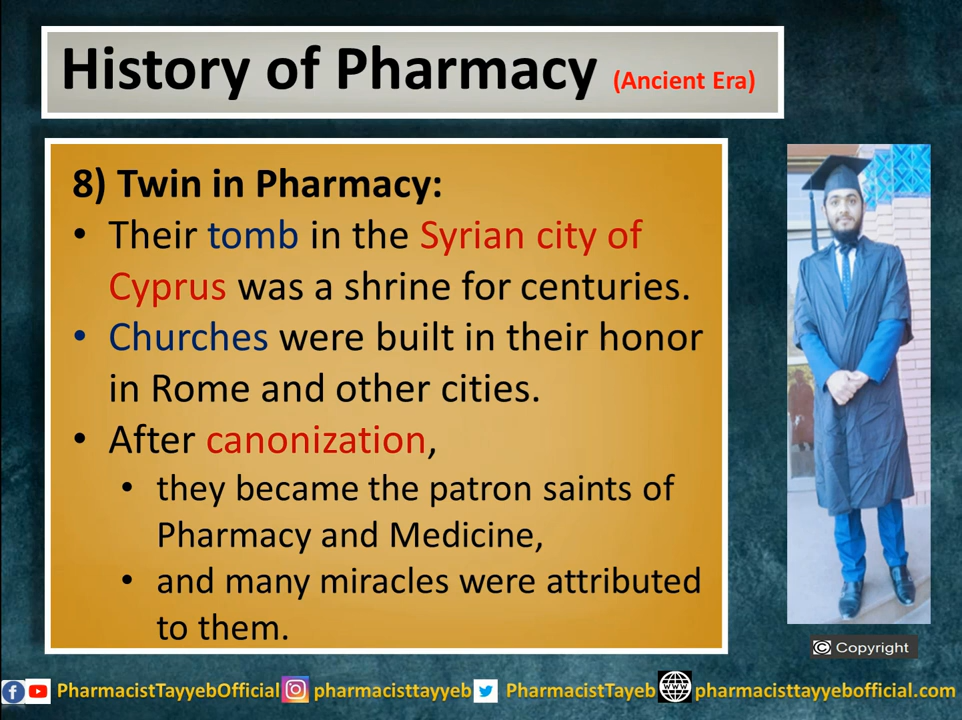 History of Pharmacy (Ancient Era)
8) Twin in Pharmacy:
• Their tomb in the Syrian city of
Cyprus was a shrine for centuries.
• Churches were built in their honor
in Rome and other cities.
• After canonization,
• they became the patron saints of
Pharmacy and Medicine,
• and many miracles were attributed
to them.
© Copyright
PharmacistTayyebOfficial pharmacisttayyeb PharmacistTayeb WWW pharmacisttayyebofficial.com